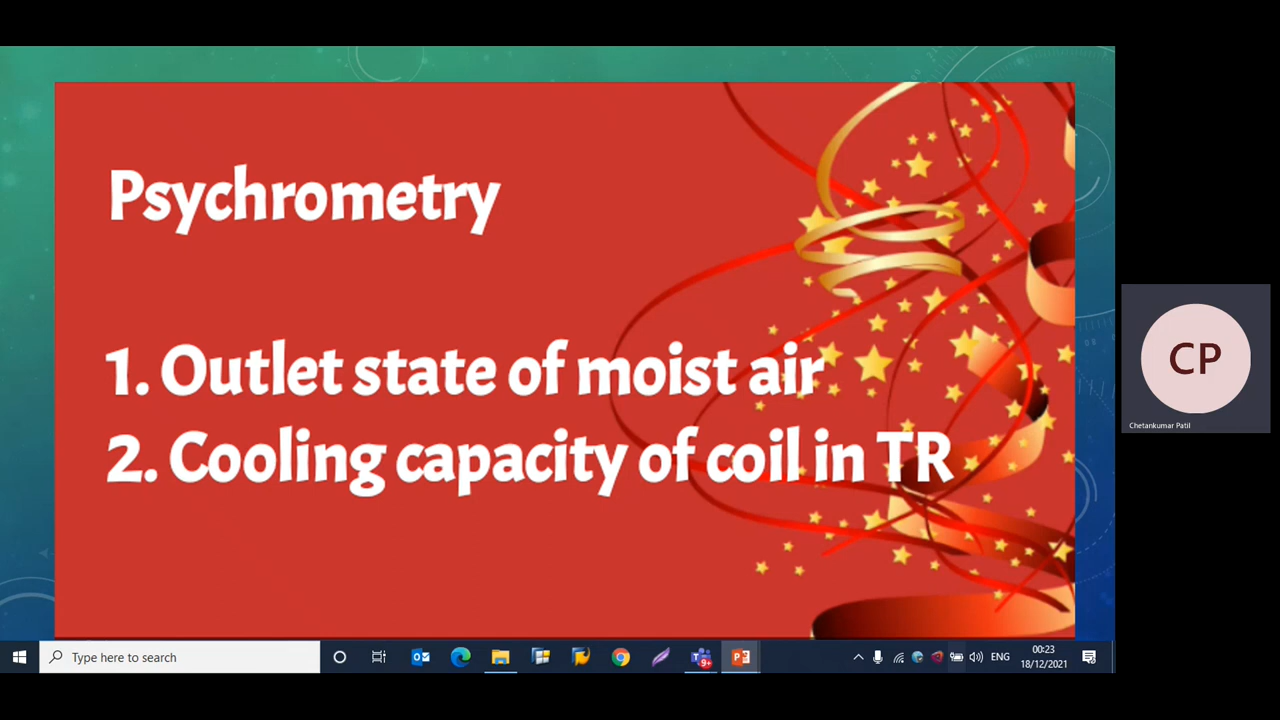 Psychrometry
1. Outlet state of moist air
2. Cooling capacity of coil in TR
CP
Chetankumar Patil
Type here to search
9+
ENG
00:23
18/12/2021